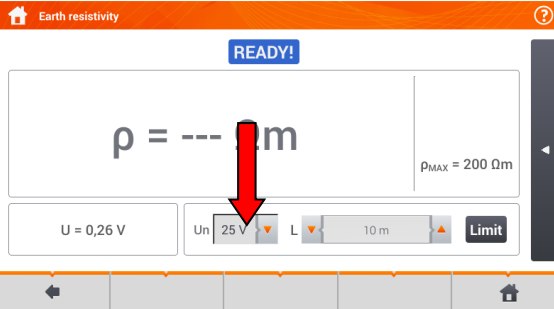 Earth resistivity
?
READY!
ρ = --- Ωm
ρMAX = 200 Ωm
U = 0,26 V
Un 25 V L 10 m Limit